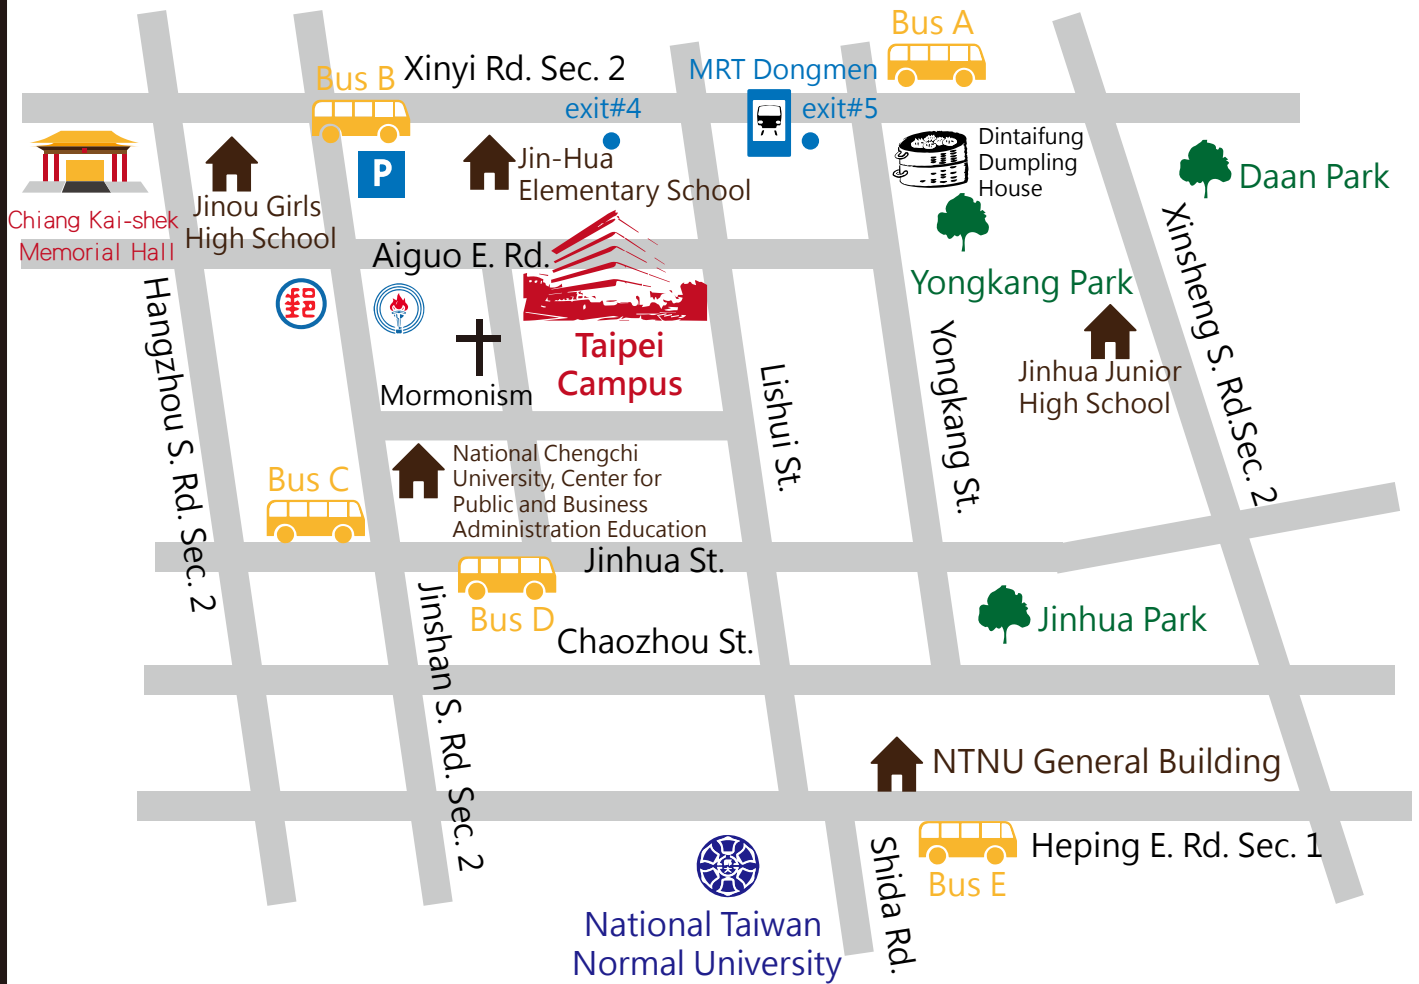 Bus A
Bus B
Xinyi Rd. Sec. 2
MRT Dongmen
exit#4
exit#5
Dintaifung
Dumpling
House
P
Jin-Hua
Elementary School
Daan Park
Chiang Kai-shek
Memorial Hall
Jinou Girls
High School
Aiguo E. Rd.
Yongkang Park
Xinsheng S. Rd.Sec. 2
Hangzhou S. Rd. Sec. 2
Taipei
Campus
Mormonism
Lishui St.
Yongkang St.
Jinhua Junior
High School
National Chengchi
University, Center for
Public and Business
Administration Education
Bus C
Jinhua St.
Bus D
Jinshan S. Rd. Sec. 2
Chaozhou St.
Jinhua Park
NTNU General Building
Heping E. Rd. Sec. 1
Bus E
Shida Rd.
National Taiwan
Normal University